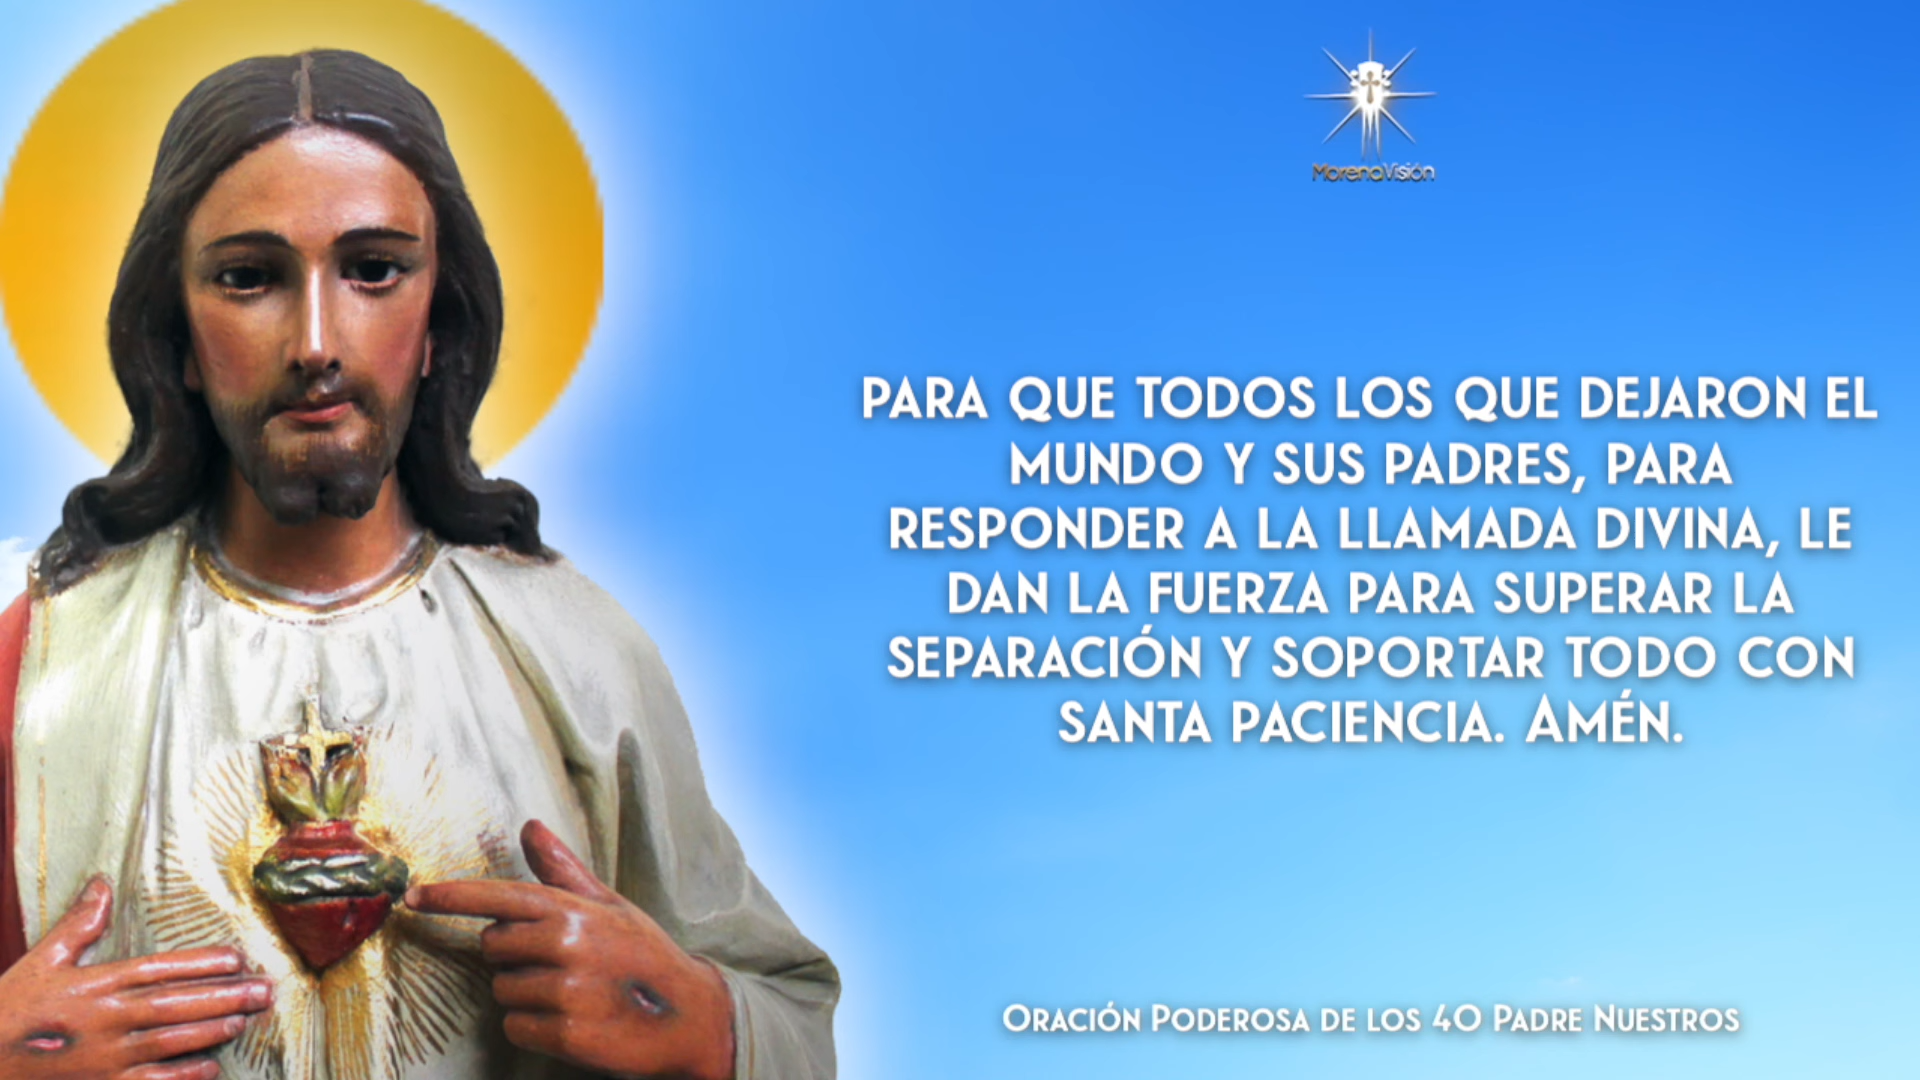 MorenaVisión
PARA QUE TODOS LOS QUE DEJARON EL
MUNDO Y SUS PADRES, PARA
RESPONDER A LA LLAMADA DIVINA, LE
DAN LA FUERZA PARA SUPERAR LA
SEPARACIÓN Y SOPORTAR TODO CON
SANTA PACIENCIA. AMÉN.
ORACIÓN PODEROSA DE LOS 40 PADRE NUESTROS